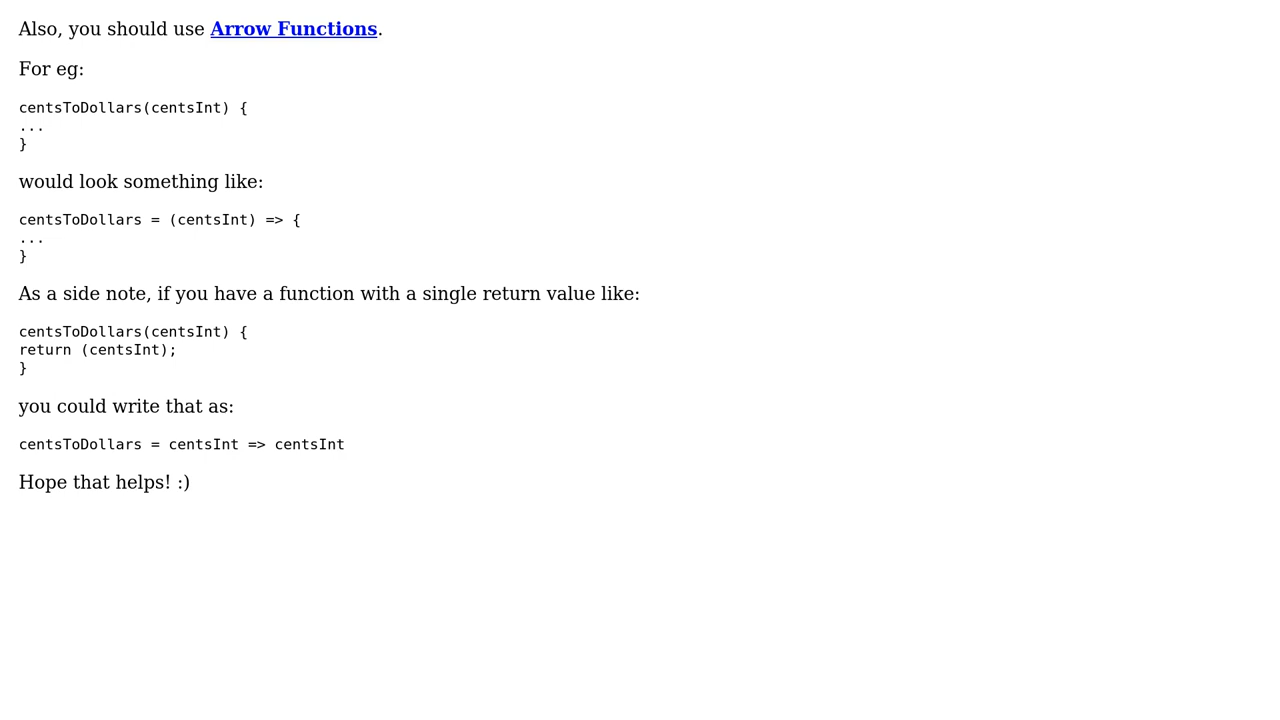 Also, you should use Arrow Functions.
For eg:
centsToDollars(centsInt) {
...
}
would look something like:
centsToDollars = (centsInt) => {
...
}
As a side note, if you have a function with a single return value like:
centsToDollars(centsInt) {
return (centsInt);
}
you could write that as:
centsToDollars = centsInt => centsInt
Hope that helps! :)